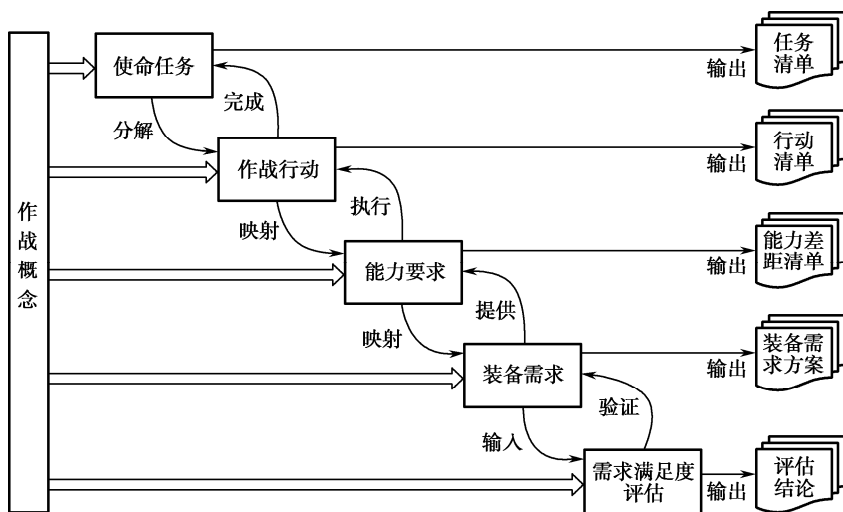 作战概念
使命任务
输出
任务
清单
分解
完成
作战行动
输出
行动
清单
映射
执行
能力要求
输出
能力差
距清单
映射
提供
装备需求
输出
装备需
求方案
输入
验证
需求满足度
评估
输出
评估
结论